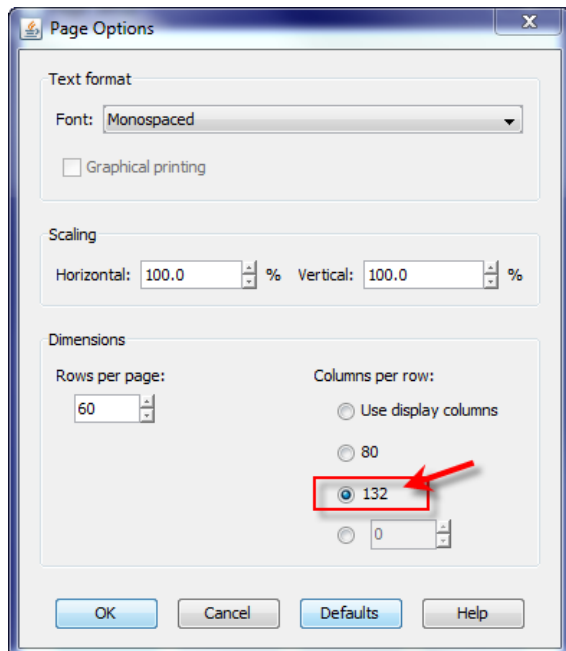 Page Options
Text format
Font: Monospaced
Graphical printing
Scaling
Horizontal: 100.0 % Vertical: 100.0 %
Dimensions
Rows per page: Columns per row:
60 Use display columns
80
132
0
OK Cancel Defaults Help